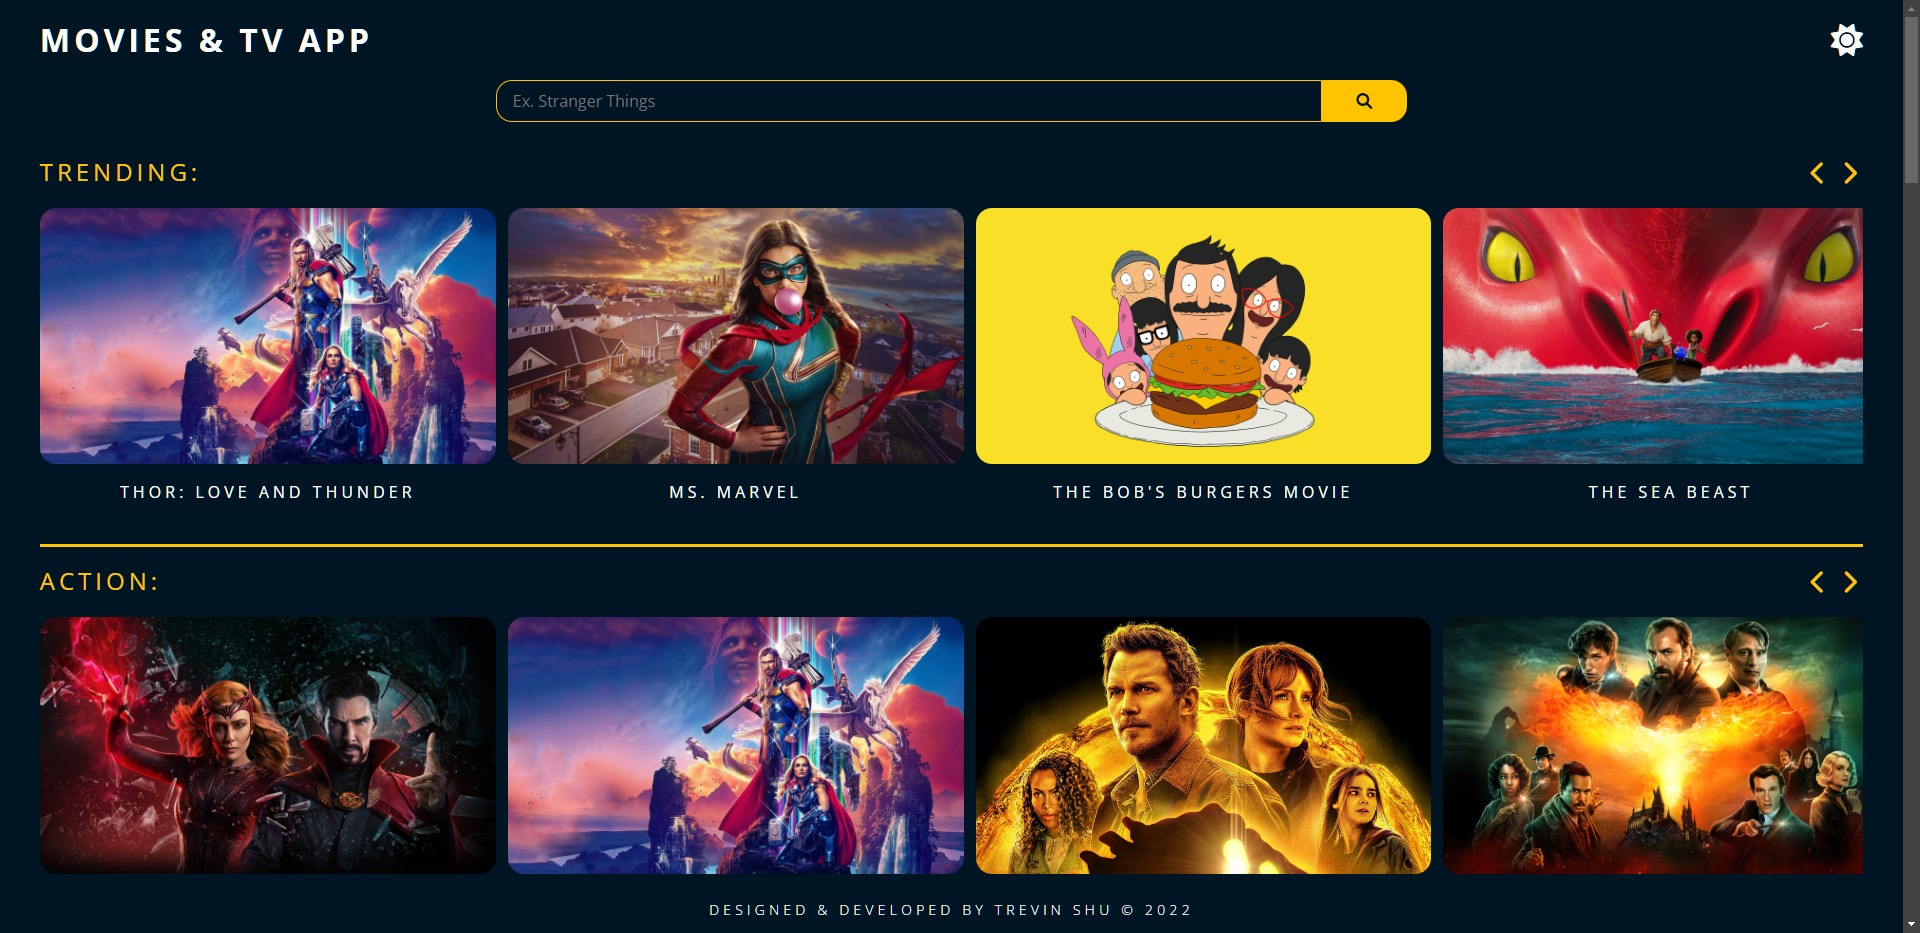 MOVIES & TV APP
Ex. Stranger Things
TRENDING:
THOR: LOVE AND THUNDER
MS. MARVEL
THE BOB'S BURGERS MOVIE
THE SEA BEAST
ACTION:
DESIGNED & DEVELOPED BY TREVIN SHU © 2022